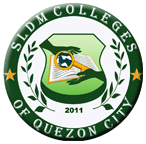 SLDM COLLEGES
OF QUEZON CITY
2011